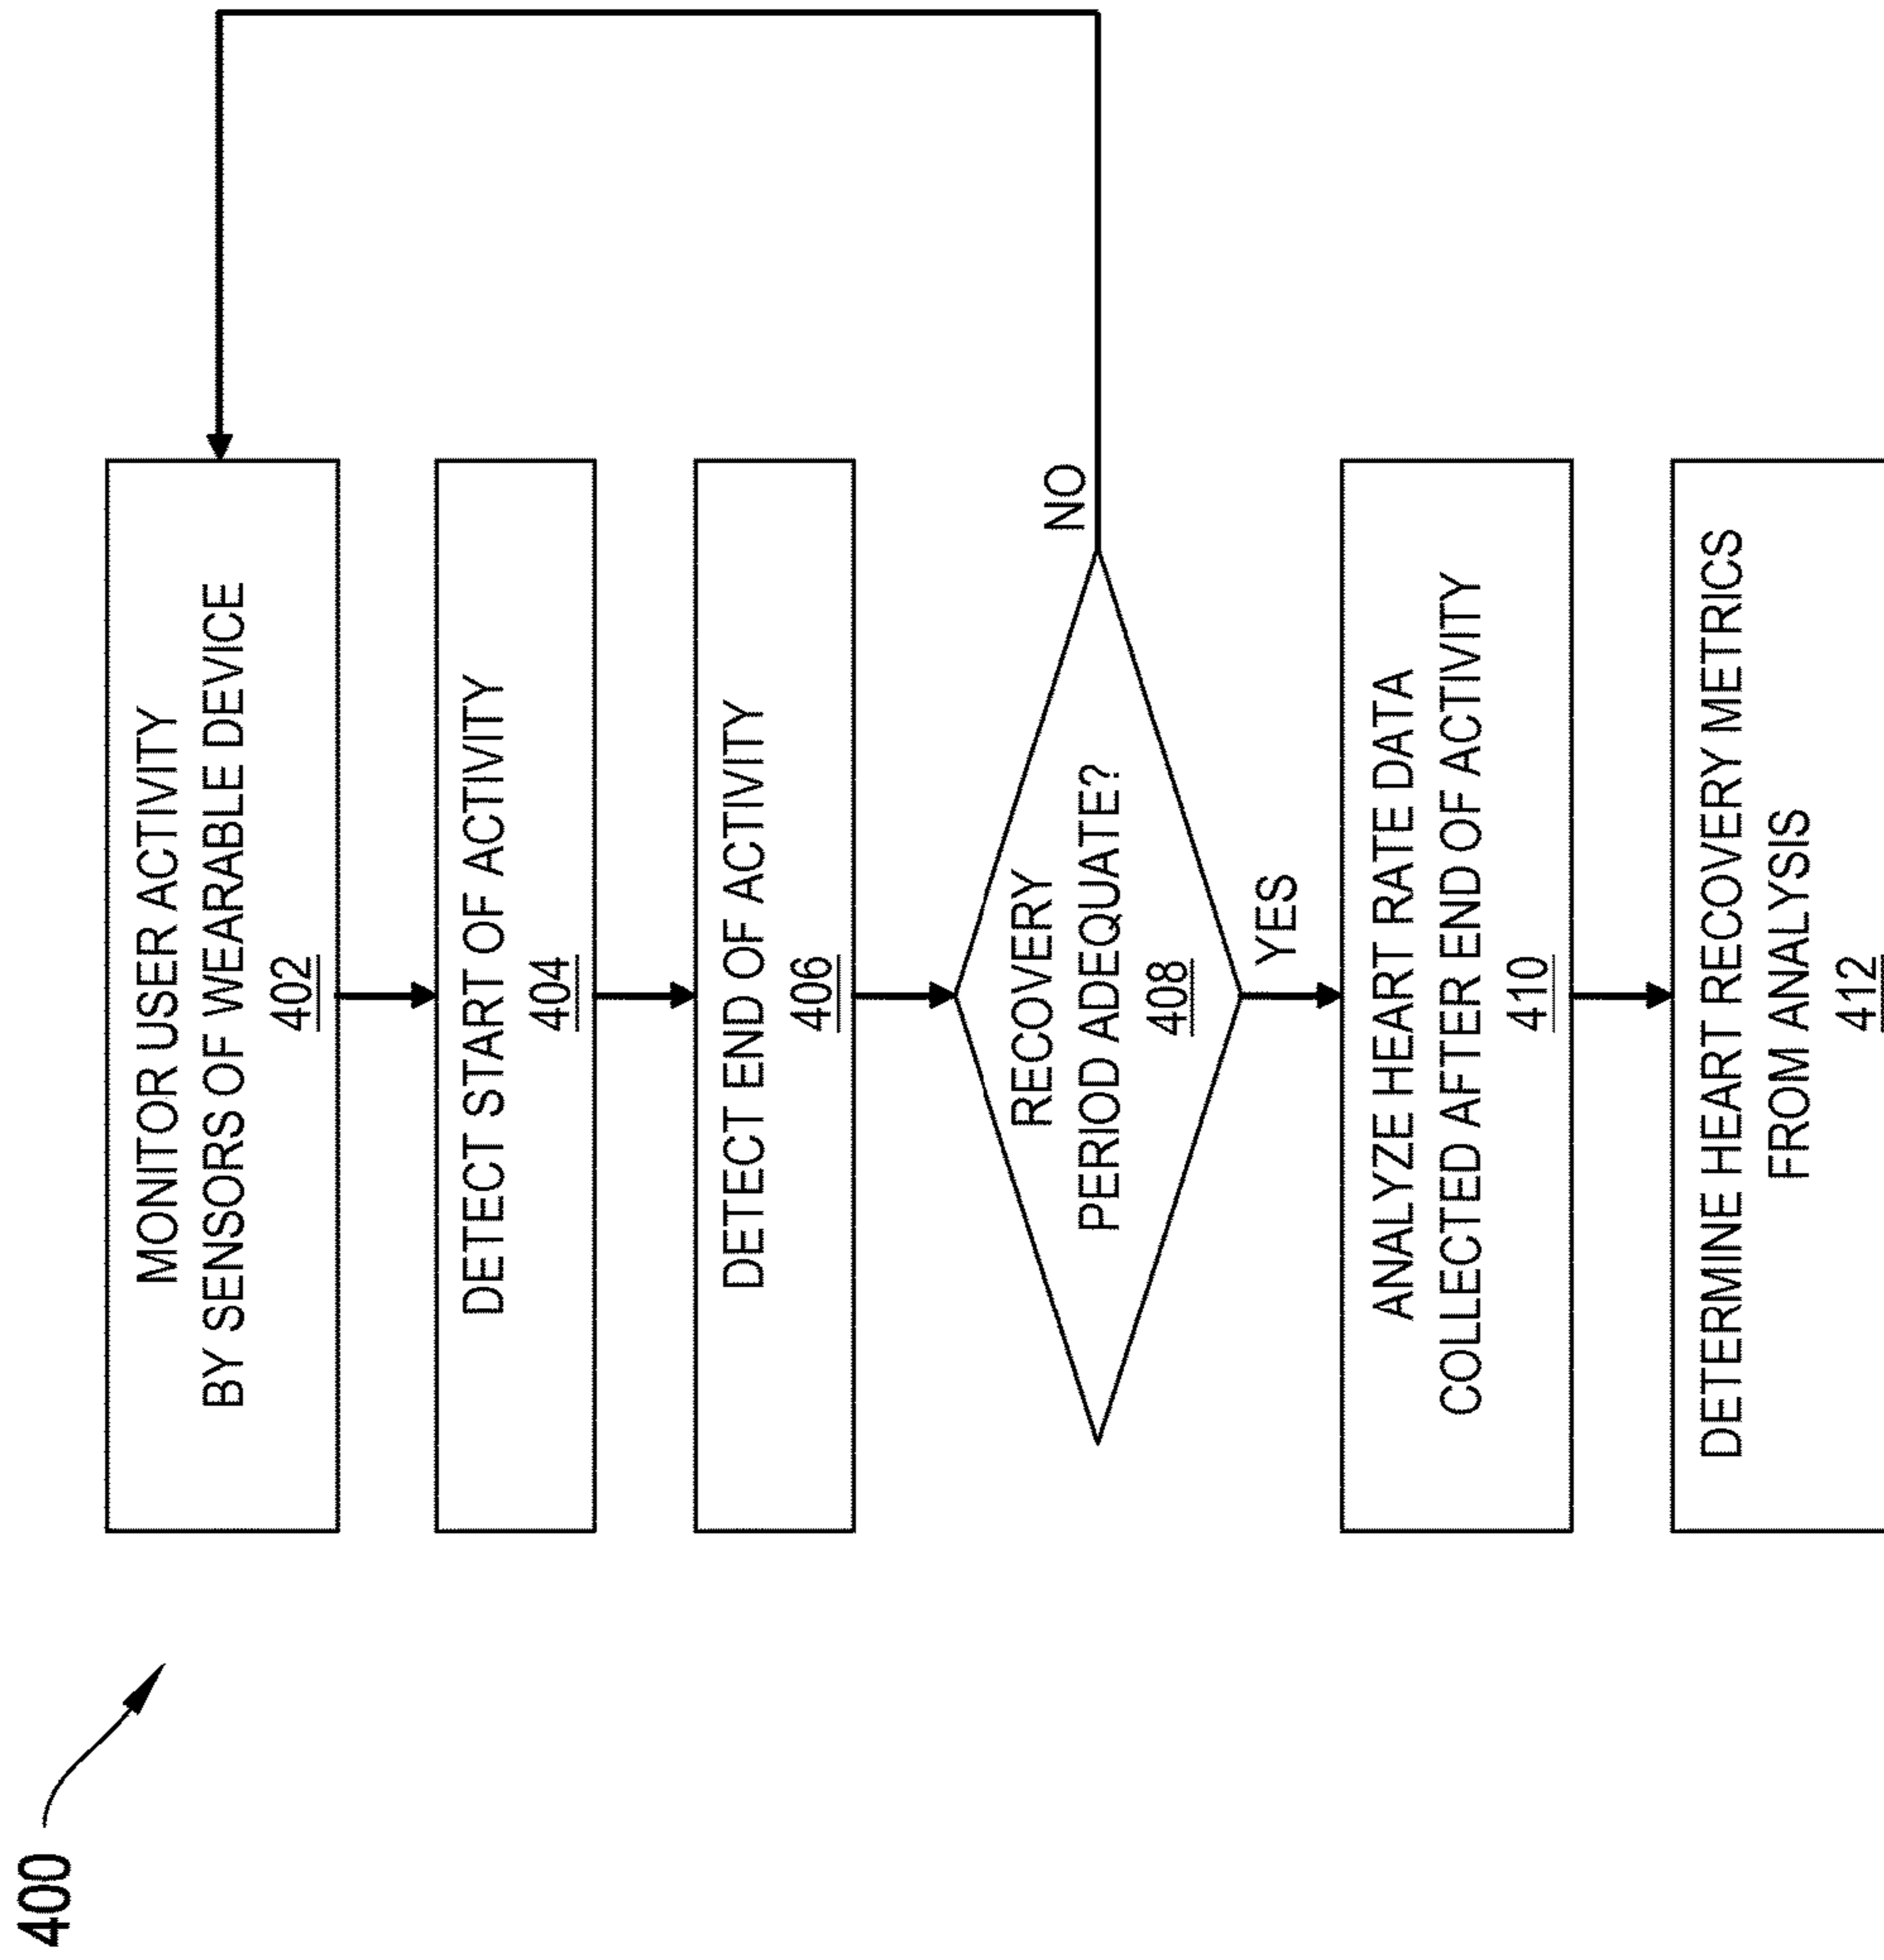 400
MONITOR USER ACTIVITY
BY SENSORS OF WEARABLE DEVICE
402
DETECT START OF ACTIVITY
404
DETECT END OF ACTIVITY
406
RECOVERY
PERIOD ADEQUATE?
408
NO
YES
ANALYZE HEART RATE DATA
COLLECTED AFTER END OF ACTIVITY
410
DETERMINE HEART RECOVERY METRICS
FROM ANALYSIS
412